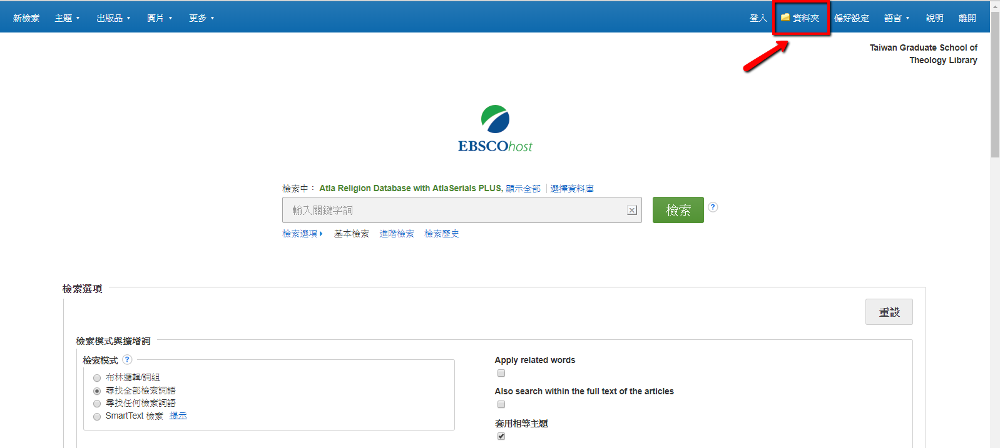 新檢索 主題 出版品 圖片 更多 登入 資料夾 偏好設定 語言 說明 離開
Taiwan Graduate School of
Theology Library
EBSCOhost
檢索中： Atla Religion Database with AtlaSerials PLUS, 顯示全部 選擇資料庫
輸入關鍵字詞 檢索 ?
檢索選項 基本檢索 進階檢索 檢索歷史
檢索選項
重設
檢索模式與擴增詞
檢索模式 ?
布林邏輯/詞組
尋找全部檢索詞語
尋找任何檢索詞語
SmartText 檢索 提示
Apply related words
Also search within the full text of the articles
套用相等主題